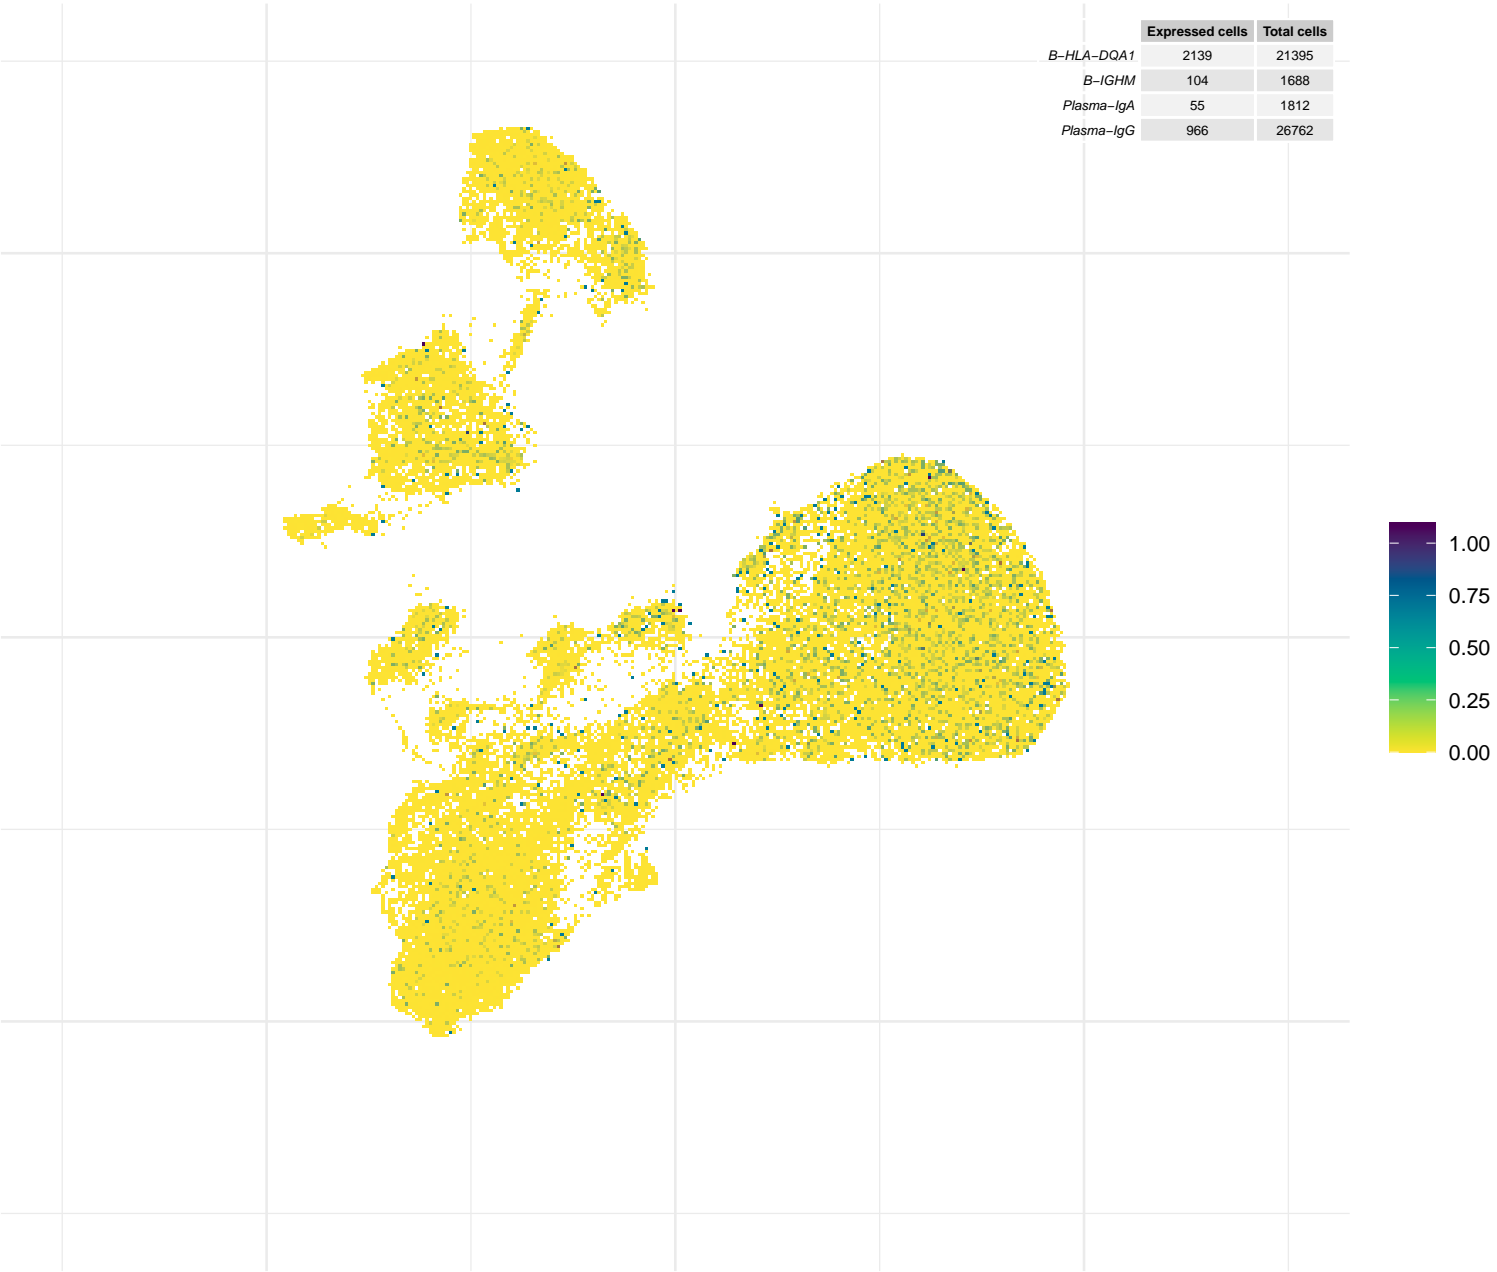 Expressed cells Total cells
B−HLA−DQA1 2139 21395
B−IGHM 104 1688
Plasma−IgA 55 1812
Plasma−IgG 966 26762
1.00
0.75
0.50
0.25
0.00